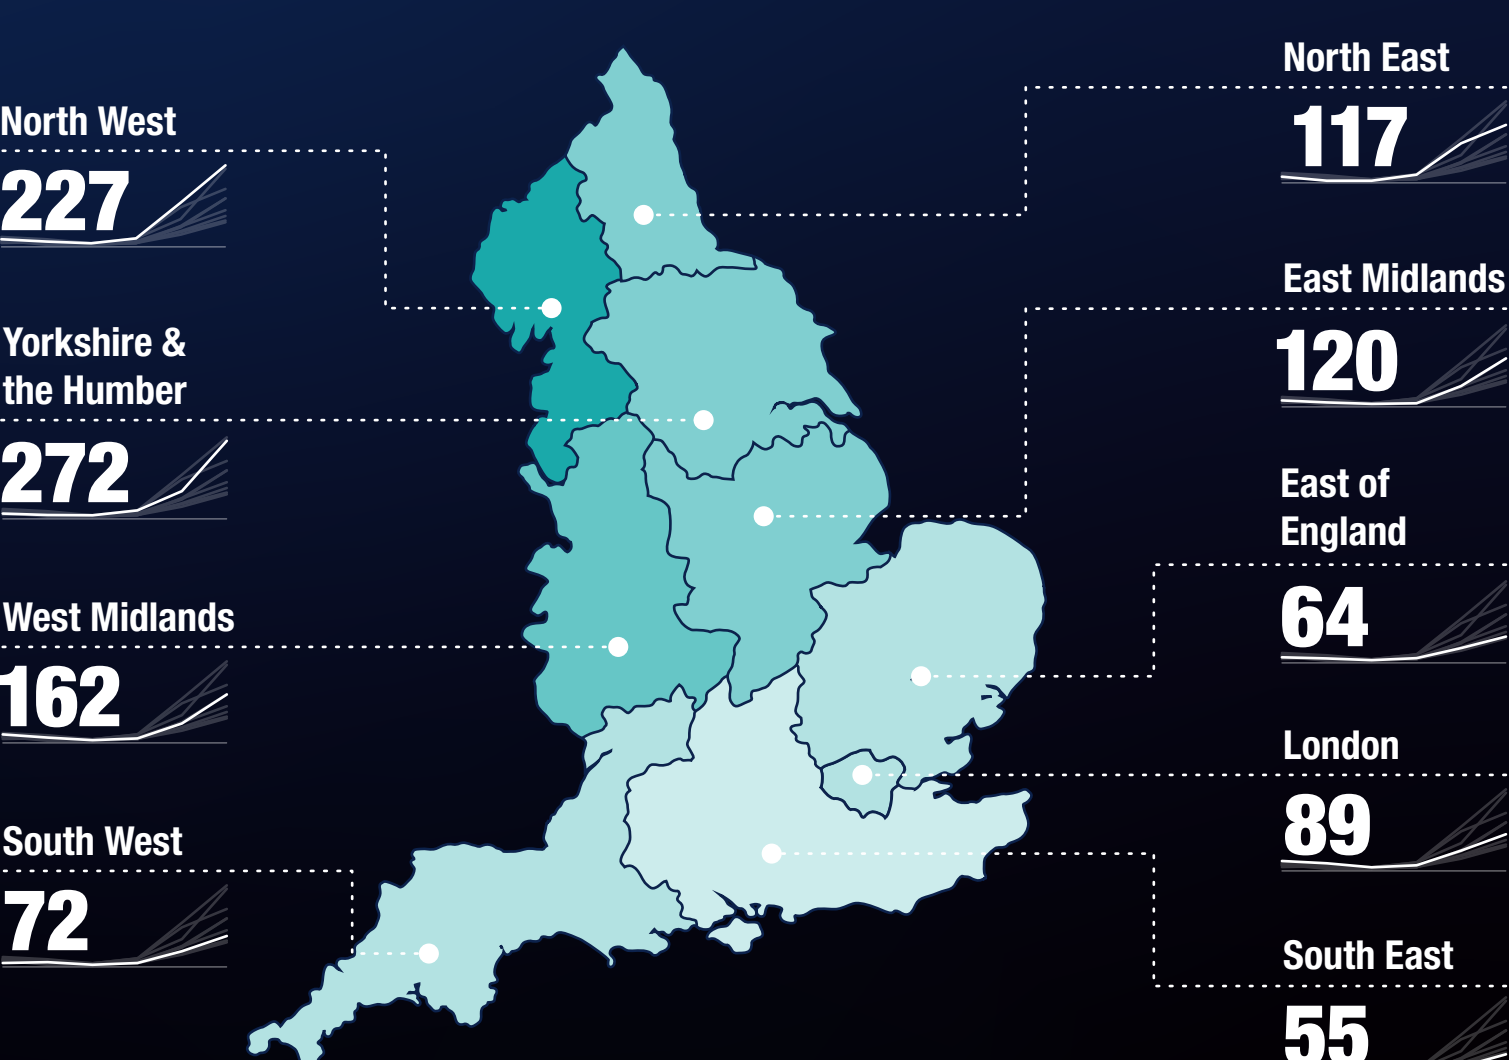 North West
227
Yorkshire &
the Humber
272
West Midlands
162
South West
72
North East
117
East Midlands
120
East of
England
64
London
89
South East
55